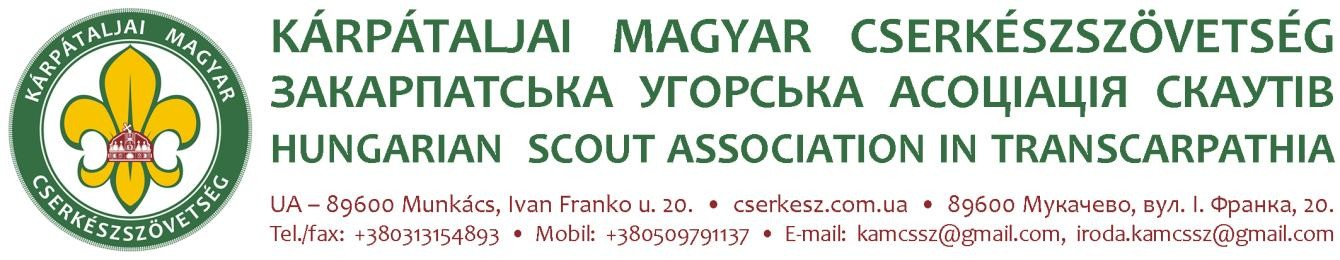 KÁRPÁTALJAI MAGYAR
CSERKÉSZSZÖVETSÉG
KÁRPÁTALJAI MAGYAR CSERKÉSZSZÖVETSÉG
ЗАКАРПАТСЬКА УГОРСЬКА АСОЦІАЦІЯ СКАУТІВ
HUNGARIAN SCOUT ASSOCIATION IN TRANSCARPATHIA
UA – 89600 Munkács, Ivan Franko u. 20. • cserkesz.com.ua • 89600 Мукачево, вул. І. Франка, 20.
Tel./fax: +380313154893 • Mobil: +380509791137 • E-mail: kamcssz@gmail.com, iroda.kamcssz@gmail.com